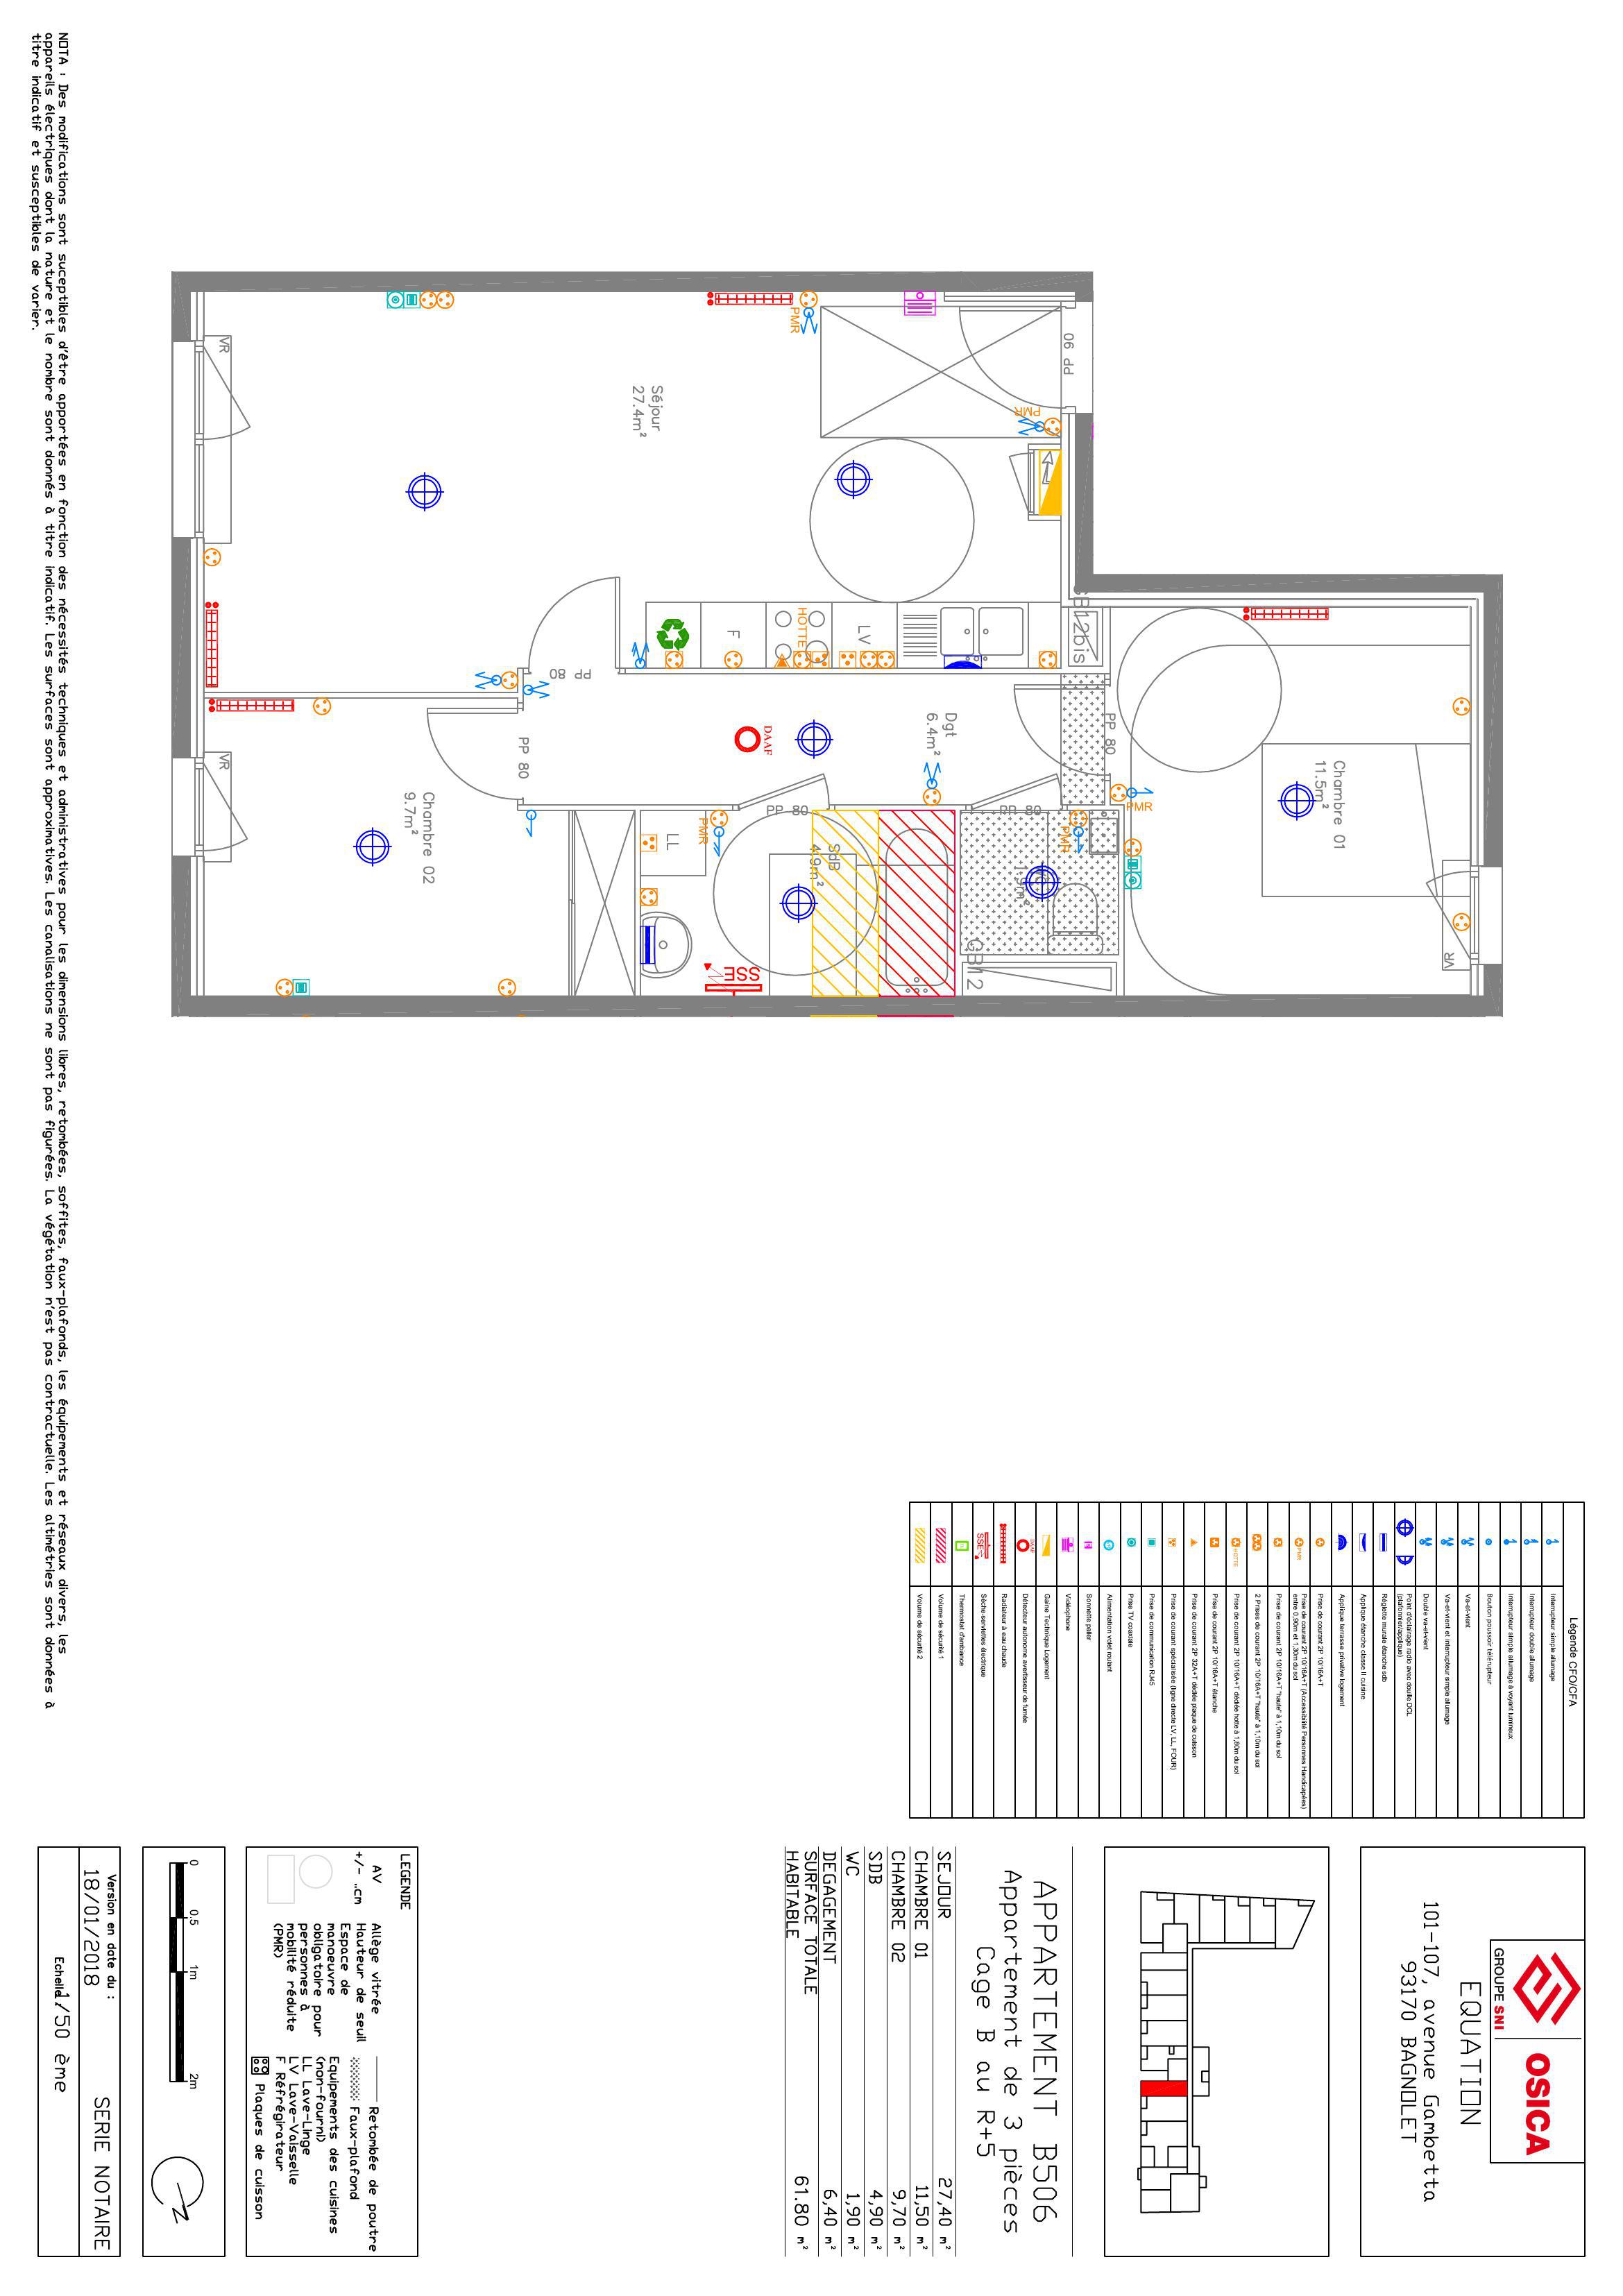 GROUPE SNI
OSICA
EQUATION
101-107, avenue Gambetta
93170 BAGNOLET
APPARTEMENT B506
Appartement de 3 pièces
Cage B au R+5
SEJOUR 27,40 m²
CHAMBRE 01 11,50 m²
CHAMBRE 02 9,70 m²
SDB 4,90 m²
WC 1,90 m²
DEGAGEMENT 6,40 m²
SURFACE TOTALE
HABITABLE 61.80 m²
LEGENDE
AV Allège vitrée
+/- ..cm Hauteur de seuil
Espace de
manoeuvre
obligatoire pour
personnes à
mobilité réduite
(PMR)
Retombée de poutre
Faux-plafond
Equipements des cuisines
(non-fourni)
LL Lave-Linge
LV Lave-Vaisselle
F Réfrigérateur
Plaques de cuisson
0 0.5 1m 2m
N
Version en date du :
18/01/2018
SERIE NOTAIRE
Echelle 1/50 ème
Légende CFO/CFA
Interrupteur simple allumage
Interrupteur double allumage
Interrupteur simple allumage à voyant lumineux
Bouton poussoir télérupteur
Va-et-vient
Va-et-vient et interrupteur simple allumage
Double va-et-vient
Point d'éclairage radio avec douille DCL
(plafonnier/applique)
Réglette murale étanche sdb
Applique étanche classe II cuisine
Applique terrasse privative logement
Prise de courant 2P 10/16A+T
PMR
Prise de courant 2P 10/16A+T (Accessibilité Personnes Handicapées)
entre 0,90m et 1,30m du sol
Prise de courant 2P 10/16A+T "haute" à 1,10m du sol
2 Prises de courant 2P 10/16A+T "haute" à 1,10m du sol
HOTTE
Prise de courant 2P 10/16A+T dédiée hotte à 1,80m du sol
Prise de courant 2P 10/16A+T étanche
Prise de courant 2P 32A+T dédiée plaque de cuisson
Prise de courant spécialisée (ligne directe LV, LL, FOUR)
Prise de communication RJ45
Prise TV coaxiale
Alimentation volet roulant
Sonnette palier
Vidéophone
Gaine Technique Logement
DAAF
Détecteur autonome avertisseur de fumée
Radiateur à eau chaude
SSE
Sèche-serviettes électrique
Thermostat d'ambiance
Volume de sécurité 1
Volume de sécurité 2
PP 90
PMR
PMR
Séjour
27.4m²
VR
HOTTE
F
LV
PP 80
Dgt
6.4m²
DAAF
PP 80
PP 80
PP 80
PP 80
GB12bis
Chambre 01
11.5m²
PMR
VR
Chambre 02
9.7m²
VR
LL
PMR
SdB
4.9m²
SSE
PMR
1.9m²
GB12
NOTA : Des modifications sont suceptibles d'être apportées en fonction des nécessités techniques et administratives pour les dimensions libres, retombées, soffites, faux-plafonds, les équipements et réseaux divers, les
appareils électriques dont la nature et le nombre sont donnés à titre indicatif. Les surfaces sont approximatives. Les canalisations ne sont pas figurées. La végétation n'est pas contractuelle. Les altimétries sont données à
titre indicatif et susceptibles de varier.